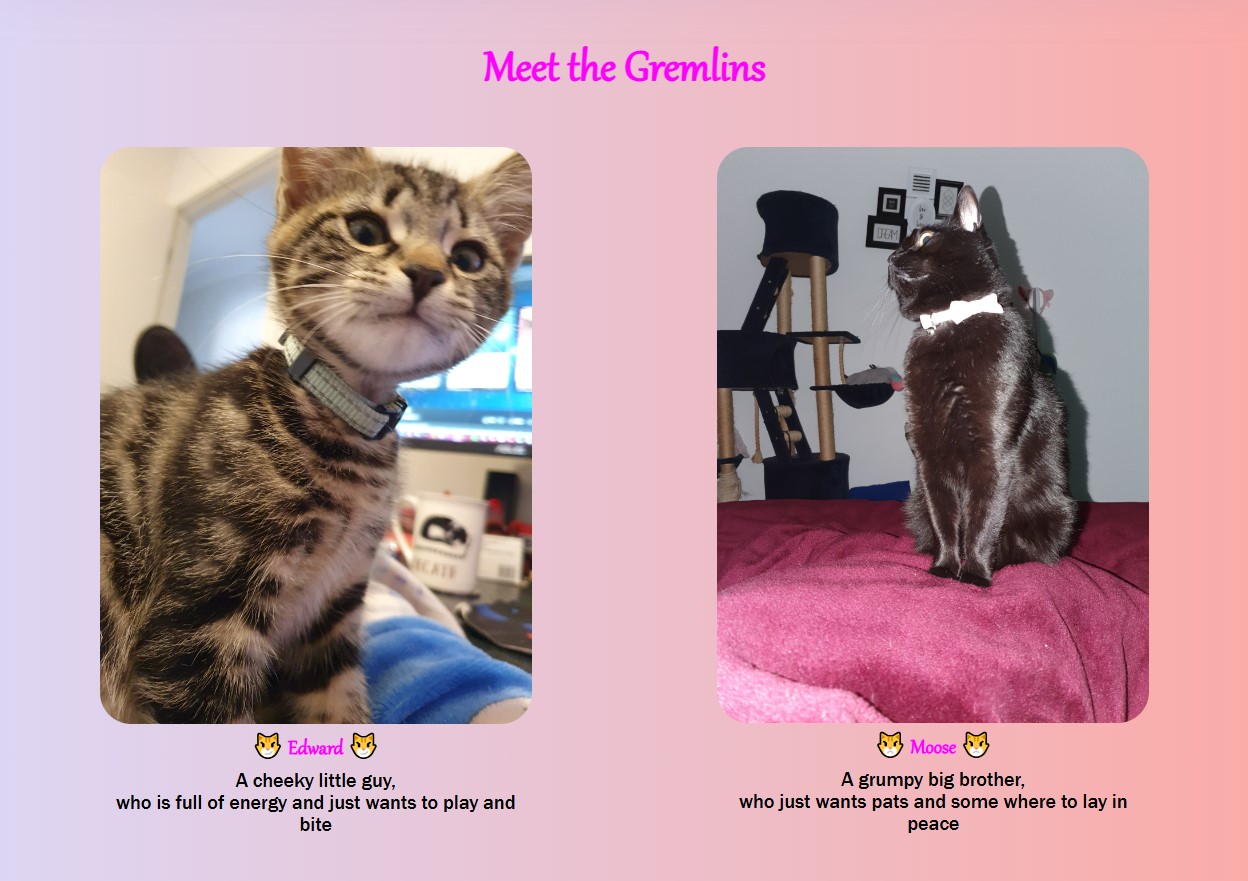 Meet the Gremlins
Edward
A cheeky little guy,
who is full of energy and just wants to play and
bite
Moose
A grumpy big brother,
who just wants pats and some where to lay in
peace